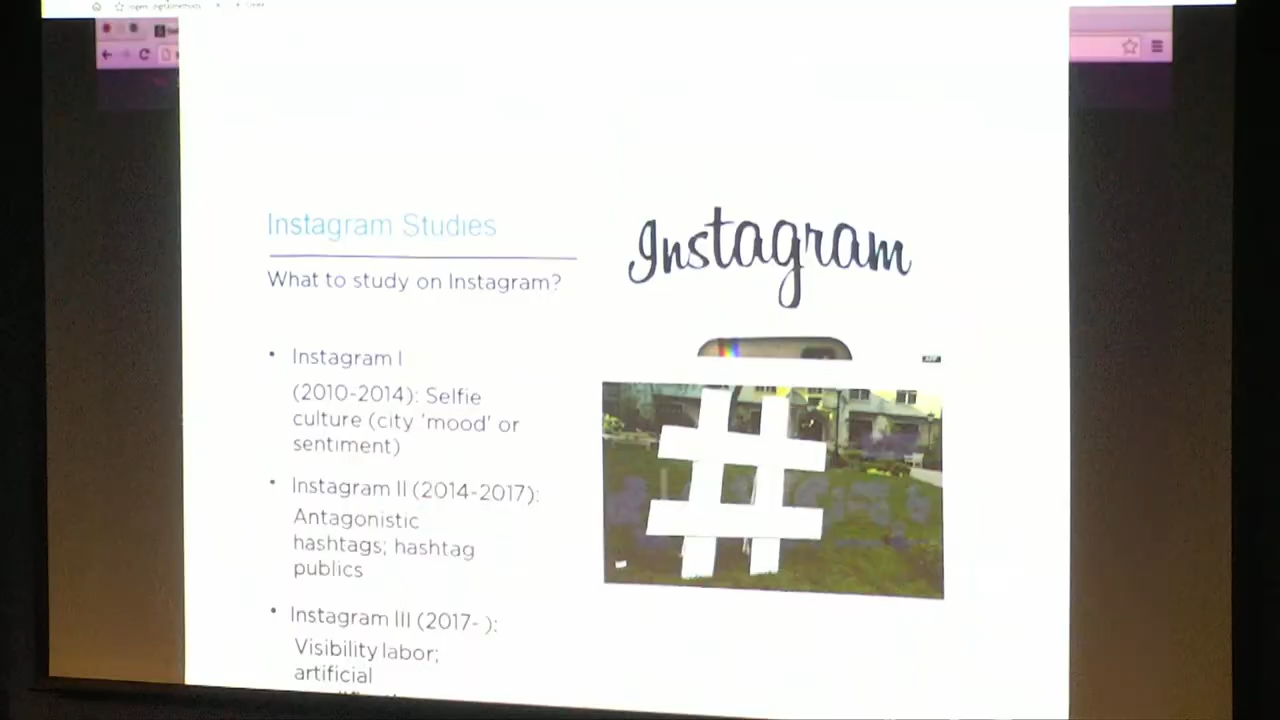 Instagram Studies
What to study on Instagram?
Instagram
• Instagram I
(2010-2014): Selfie
culture (city 'mood' or
sentiment)
• Instagram II (2014-2017):
Antagonistic
hashtags; hashtag
publics
• Instagram III (2017- ):
Visibility labor;
artificial
#